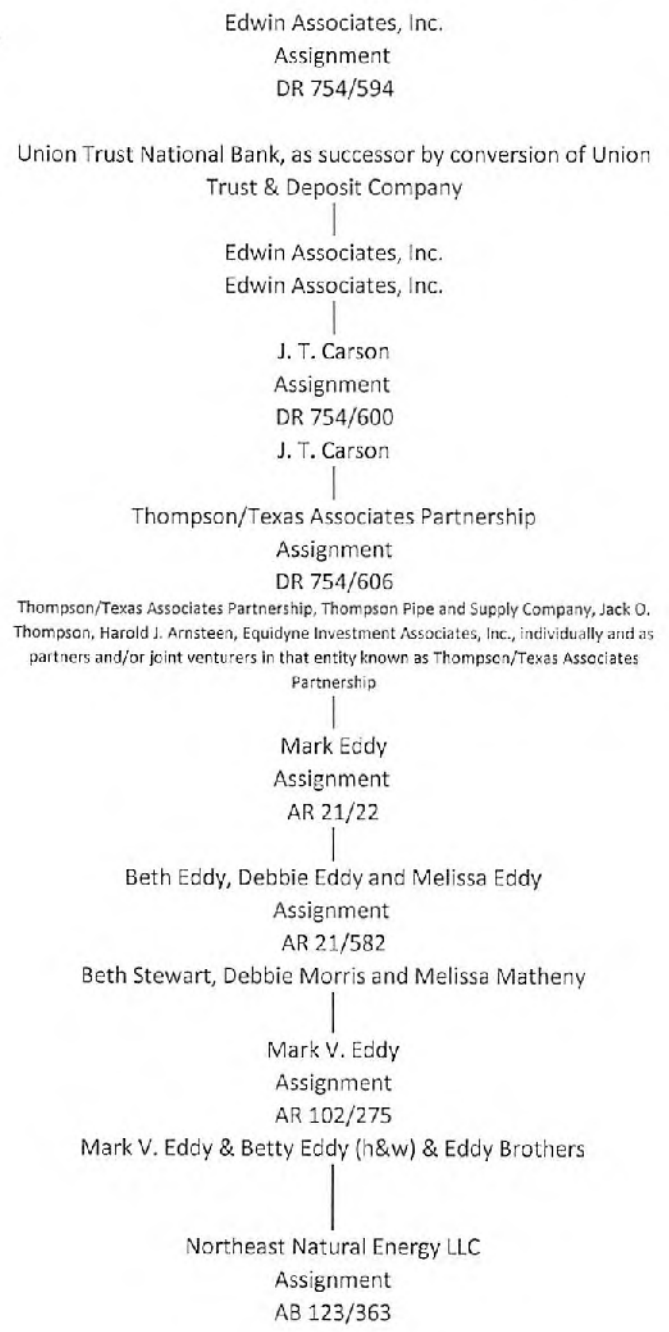 Edwin Associates, Inc.
Assignment
DR 754/594
Union Trust National Bank, as successor by conversion of Union
Trust & Deposit Company
Edwin Associates, Inc.
Edwin Associates, Inc.
J. T. Carson
Assignment
DR 754/600
J. T. Carson
Thompson/Texas Associates Partnership
Assignment
DR 754/606
Thompson/Texas Associates Partnership, Thompson Pipe and Supply Company, Jack O.
Thompson, Harold J. Arnsteen, Equidyne Investment Associates, Inc., individually and as
partners and/or joint venturers in that entity known as Thompson/Texas Associates
Partnership
Mark Eddy
Assignment
AR 21/22
Beth Eddy, Debbie Eddy and Melissa Eddy
Assignment
AR 21/582
Beth Stewart, Debbie Morris and Melissa Matheny
Mark V. Eddy
Assignment
AR 102/275
Mark V. Eddy & Betty Eddy (h&w) & Eddy Brothers
Northeast Natural Energy LLC
Assignment
AB 123/363